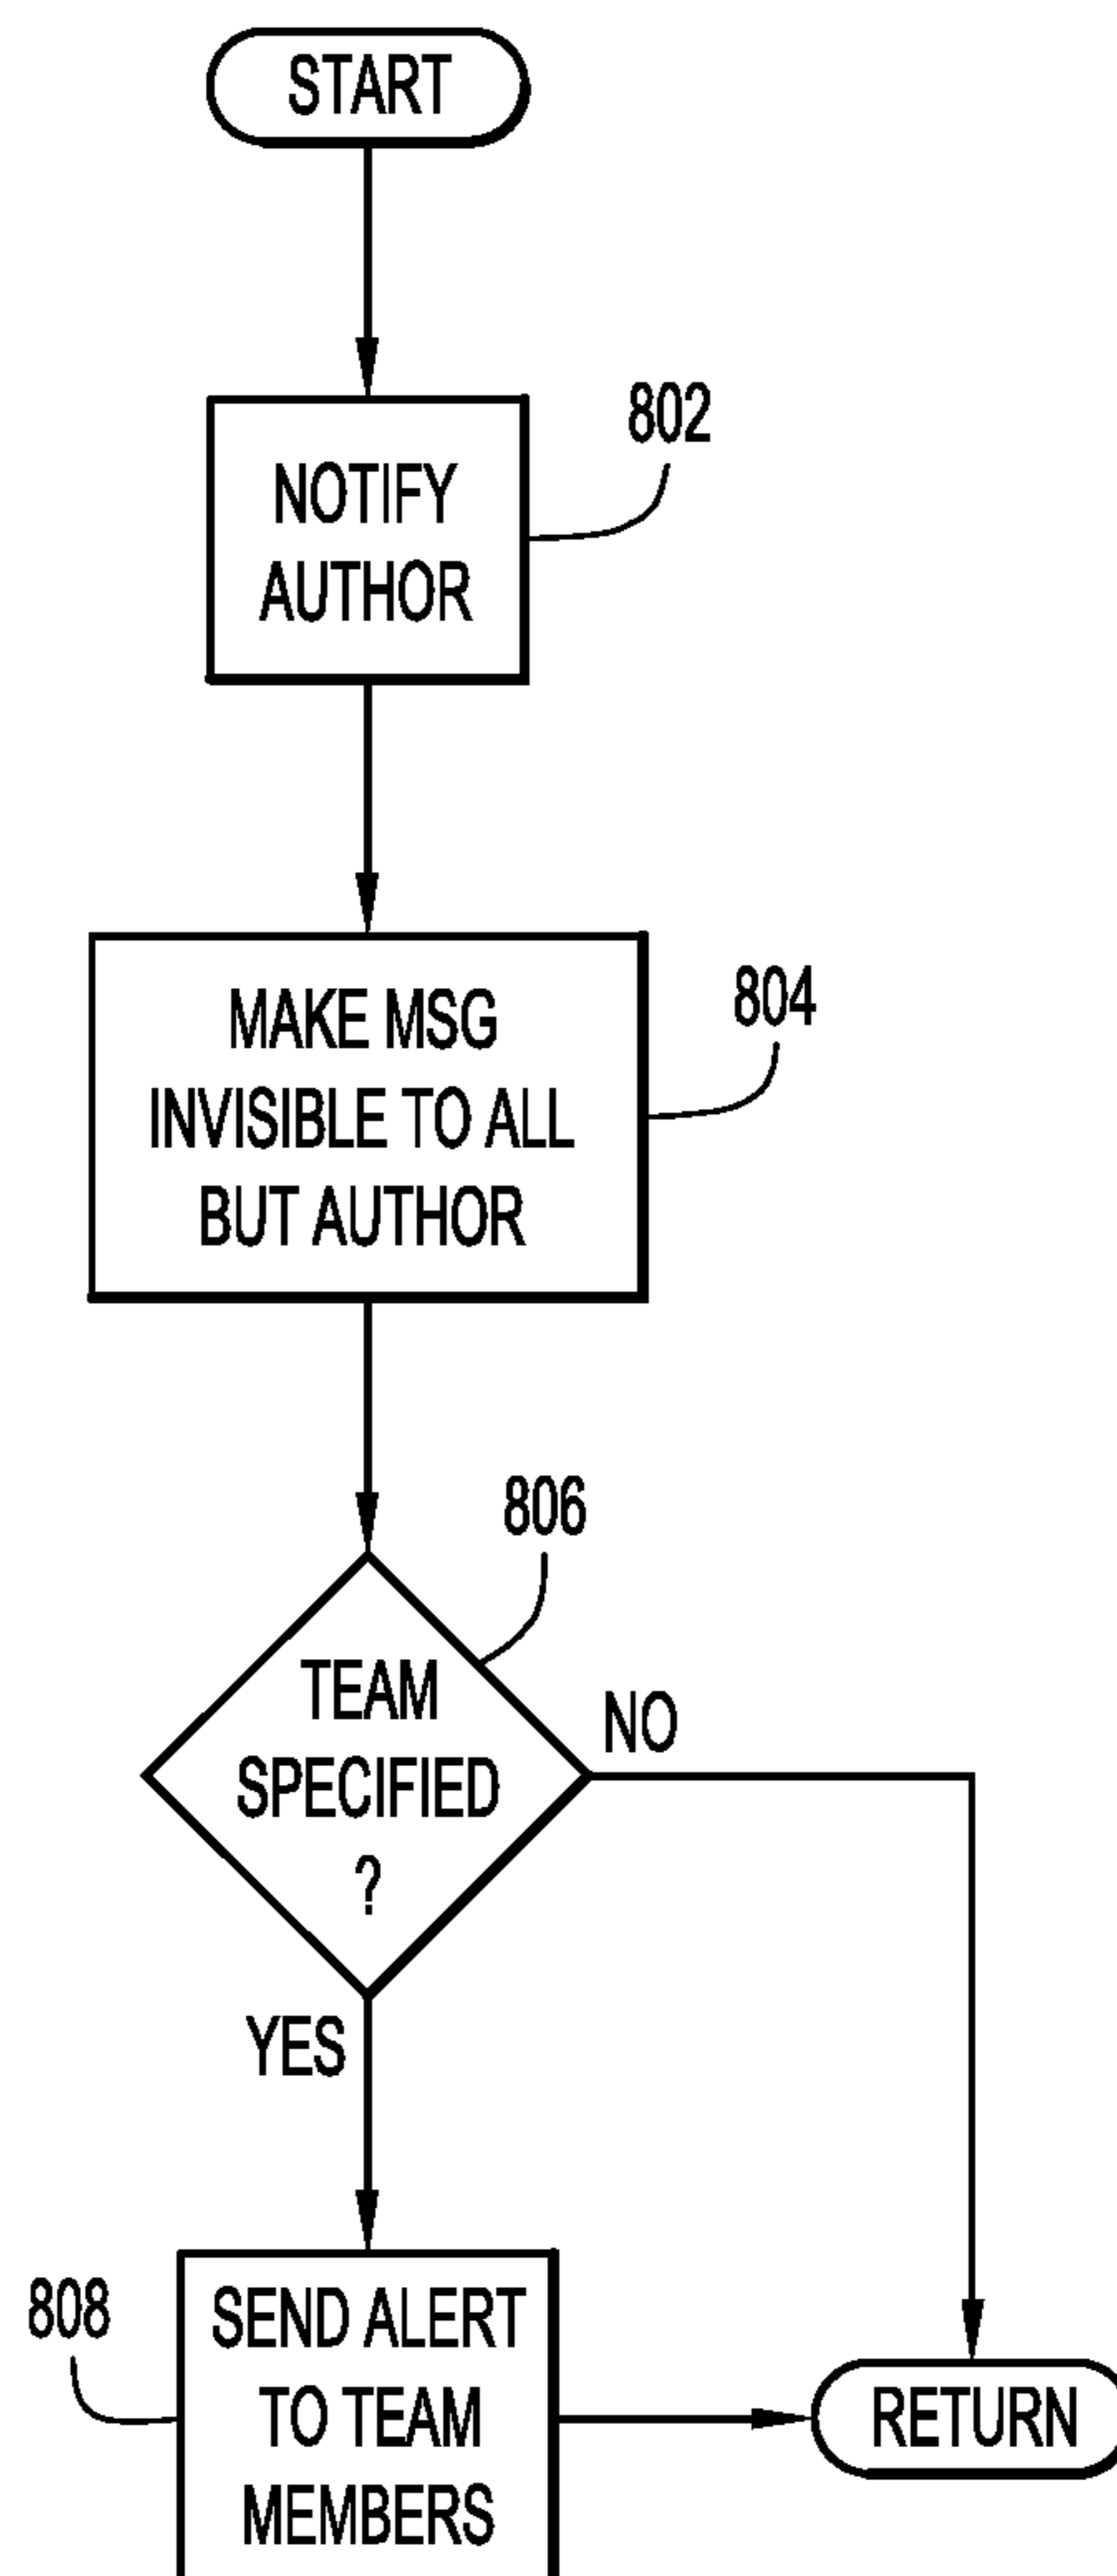 START
802
NOTIFY
AUTHOR
804
MAKE MSG
INVISIBLE TO ALL
BUT AUTHOR
806
TEAM
SPECIFIED
?
NO
YES
808
SEND ALERT
TO TEAM
MEMBERS
RETURN